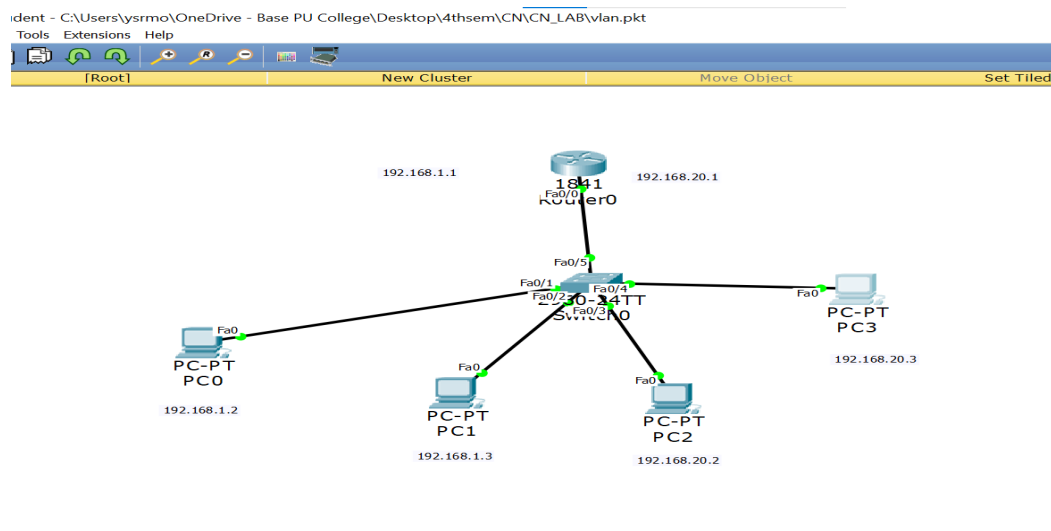 dent - C:\Users\ysrmo\OneDrive - Base PU College\Desktop\4thsem\CN\CN_LAB\vlan.pkt
Tools Extensions Help
[Root] New Cluster Move Object Set Tiled
192.168.1.1
192.168.20.1
1841
Fa0/0
Router0
Fa0/5
Fa0/1
Fa0/4
Fa0/2
Fa0/3
Switch0
Fa0
PC-PT
PC3
192.168.20.3
Fa0
PC-PT
PC0
192.168.1.2
Fa0
PC-PT
PC1
192.168.1.3
Fa0
PC-PT
PC2
192.168.20.2